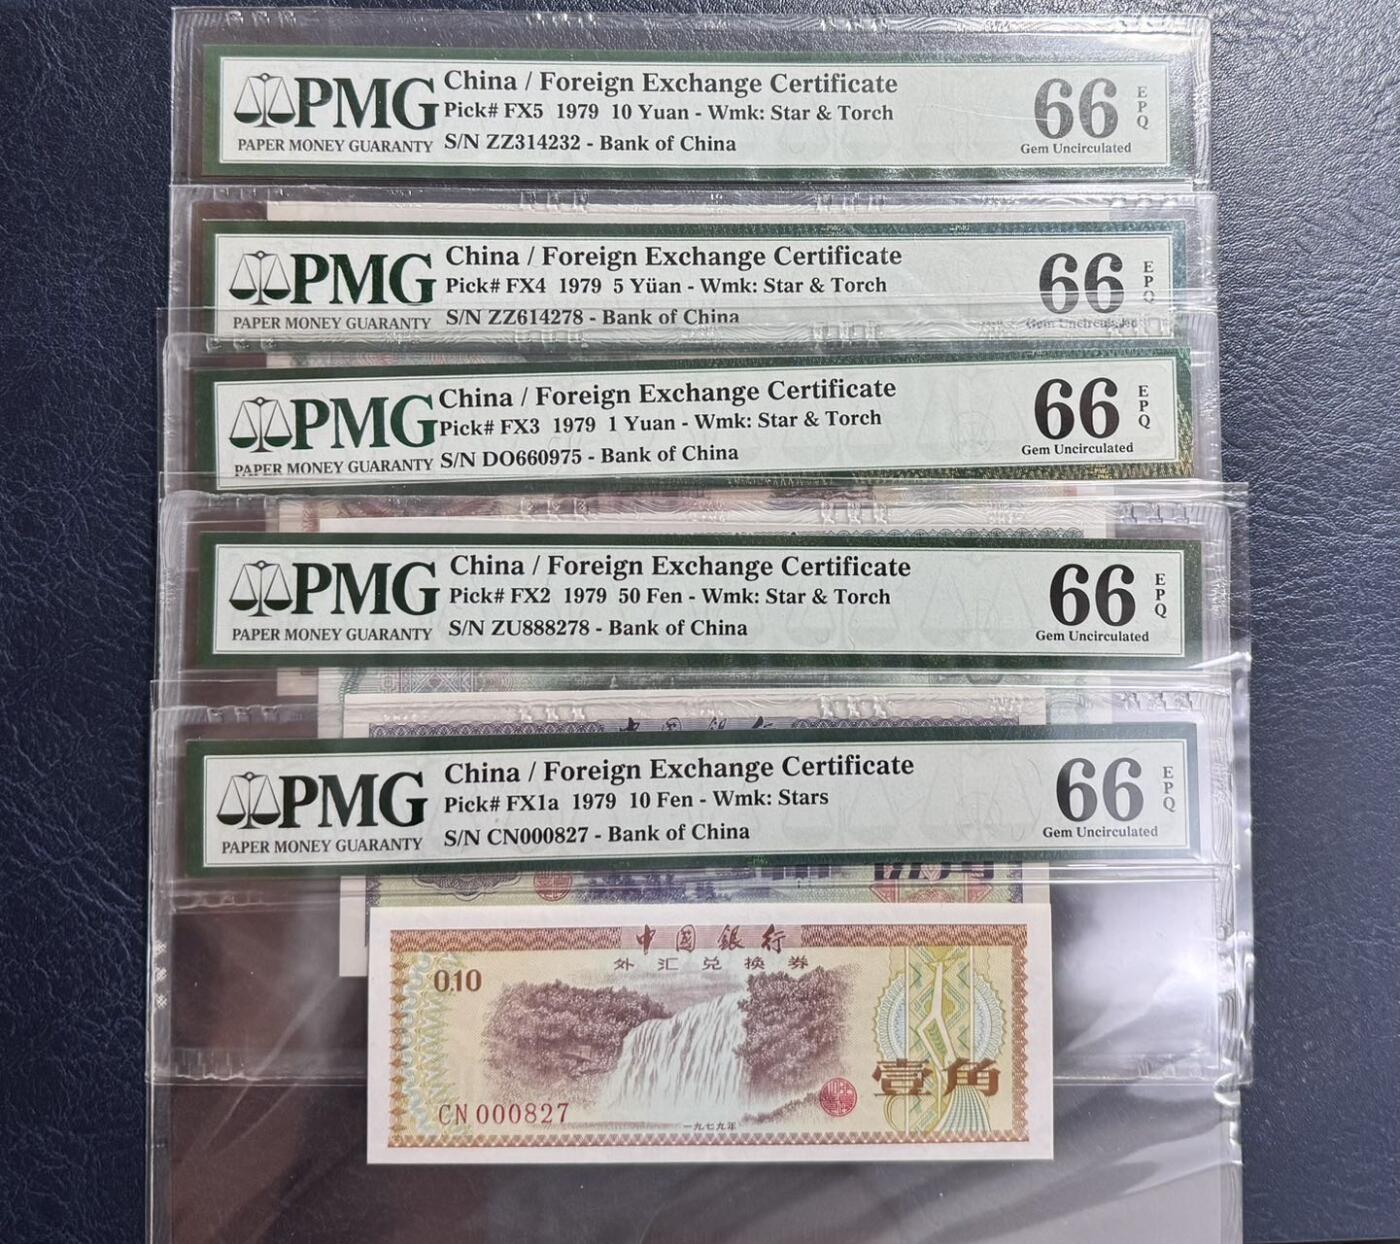 PMG
PAPER MONEY GUARANTY
China / Foreign Exchange Certificate
Pick# FX5 1979 10 Yuan - Wmk: Star & Torch
S/N ZZ314232 - Bank of China
66
EPQ
Gem Uncirculated
PMG
PAPER MONEY GUARANTY
China / Foreign Exchange Certificate
Pick# FX4 1979 5 Yüan - Wmk: Star & Torch
S/N ZZ614278 - Bank of China
66
EPQ
Gem Uncirculated
PMG
PAPER MONEY GUARANTY
China / Foreign Exchange Certificate
Pick# FX3 1979 1 Yuan - Wmk: Star & Torch
S/N DO660975 - Bank of China
66
EPQ
Gem Uncirculated
PMG
PAPER MONEY GUARANTY
China / Foreign Exchange Certificate
Pick# FX2 1979 50 Fen - Wmk: Star & Torch
S/N ZU888278 - Bank of China
66
EPQ
Gem Uncirculated
中國銀行
PMG
PAPER MONEY GUARANTY
China / Foreign Exchange Certificate
Pick# FX1a 1979 10 Fen - Wmk: Stars
S/N CN000827 - Bank of China
66
EPQ
Gem Uncirculated
中國銀行
外汇兑换券
0.10
壹角
CN 000827
一九七九年